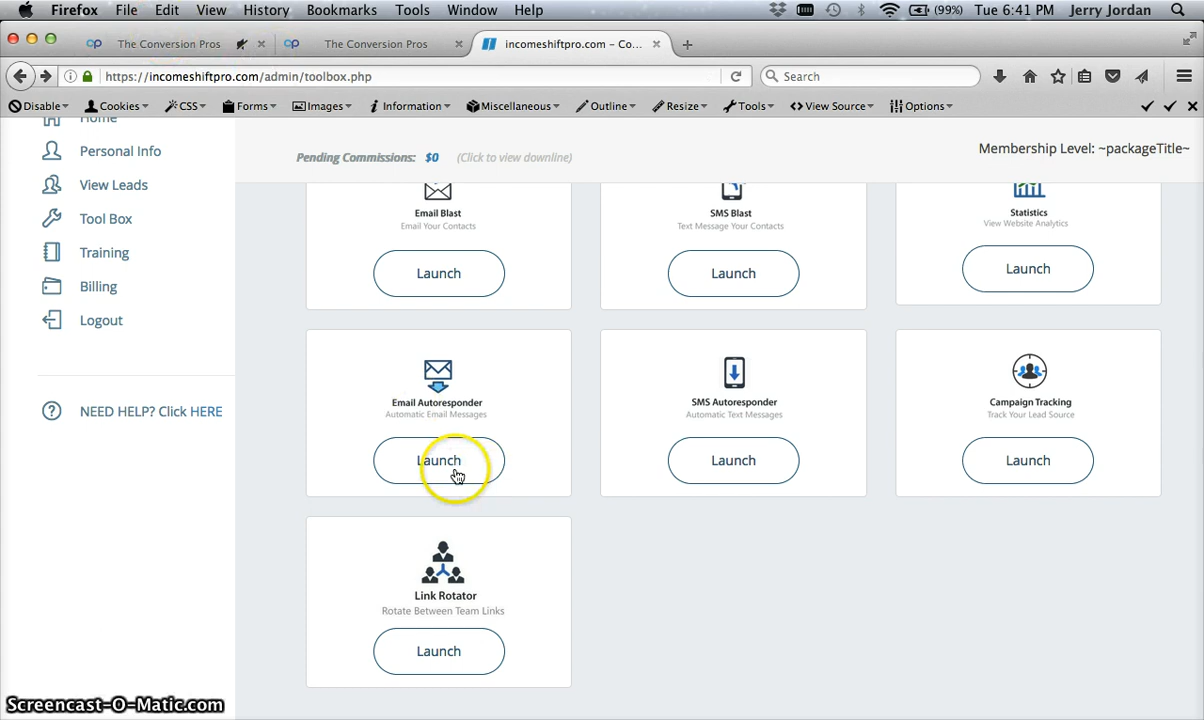 Firefox File Edit View History Bookmarks Tools Window Help (99%) Tue 6:41 PM Jerry Jordan
The Conversion Pros The Conversion Pros incomeshiftpro.com – Co...
https://incomeshiftpro.com/admin/toolbox.php Search
Disable Cookies CSS Forms Images Information Miscellaneous Outline Resize Tools View Source Options
Home
Personal Info
View Leads
Tool Box
Training
Billing
Logout
NEED HELP? Click HERE
Pending Commissions: $0 (Click to view downline)
Membership Level: ~packageTitle~
Email Blast
Email Your Contacts
Launch
SMS Blast
Text Message Your Contacts
Launch
Statistics
View Website Analytics
Launch
Email Autoresponder
Automatic Email Messages
Launch
SMS Autoresponder
Automatic Text Messages
Launch
Campaign Tracking
Track Your Lead Source
Launch
Link Rotator
Rotate Between Team Links
Launch
Screencast-O-Matic.com